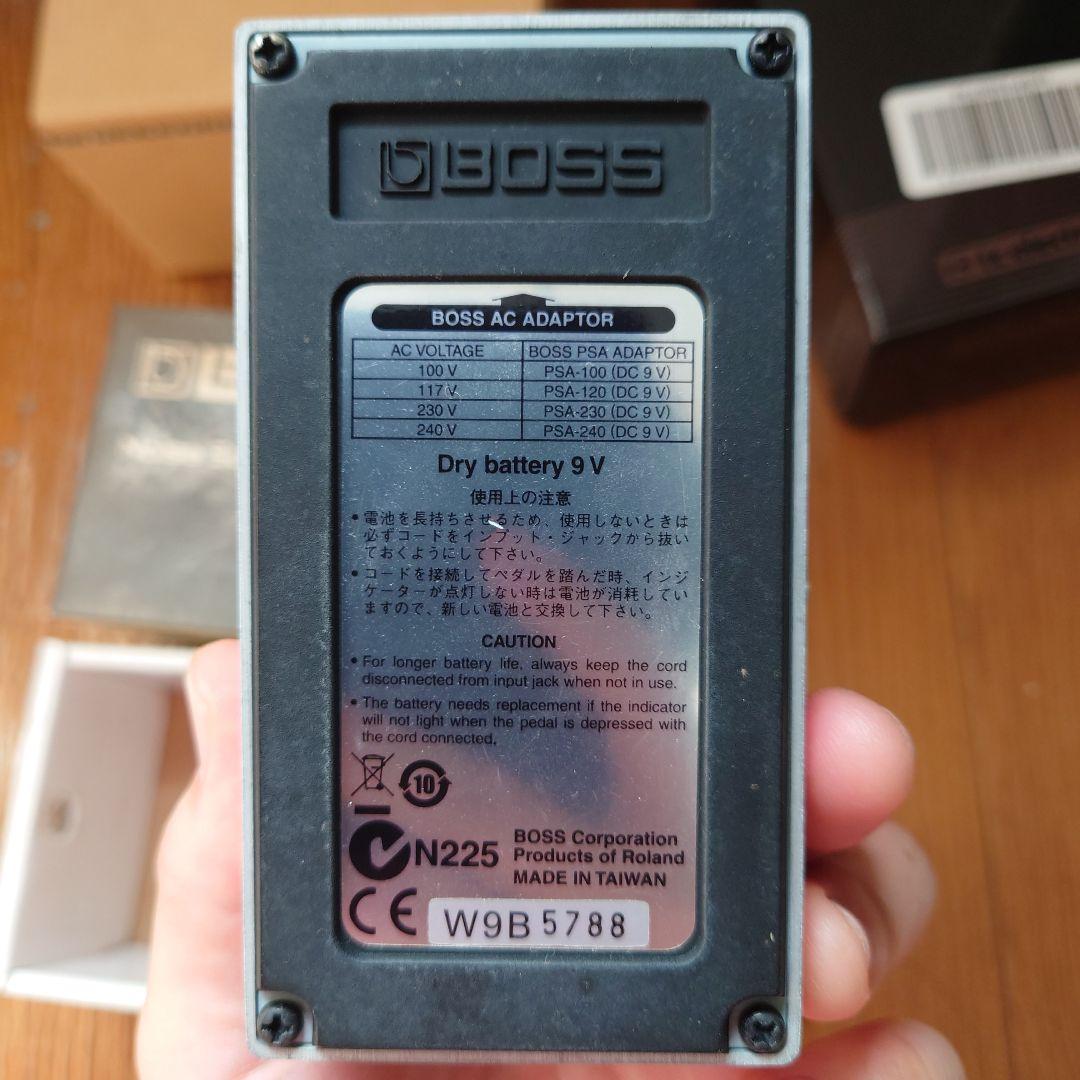 BOSS
BOSS AC ADAPTOR
AC VOLTAGE BOSS PSA ADAPTOR
100 V PSA-100 (DC 9 V)
117 V PSA-120 (DC 9 V)
230 V PSA-230 (DC 9 V)
240 V PSA-240 (DC 9 V)
Dry battery 9 V
使用上の注意
• 電池を長持ちさせるため、使用しないときは
必ずコードをインプット・ジャックから抜い
ておくようにして下さい。
• コードを接続してペダルを踏んだ時、インジ
ケーターが点灯しない時は電池が消耗してい
ますので、新しい電池と交換して下さい。
CAUTION
• For longer battery life, always keep the cord
disconnected from input jack when not in use.
• The battery needs replacement if the indicator
will not light when the pedal is depressed with
the cord connected.
10
N225
BOSS Corporation
Products of Roland
MADE IN TAIWAN
CE
W9B 5788